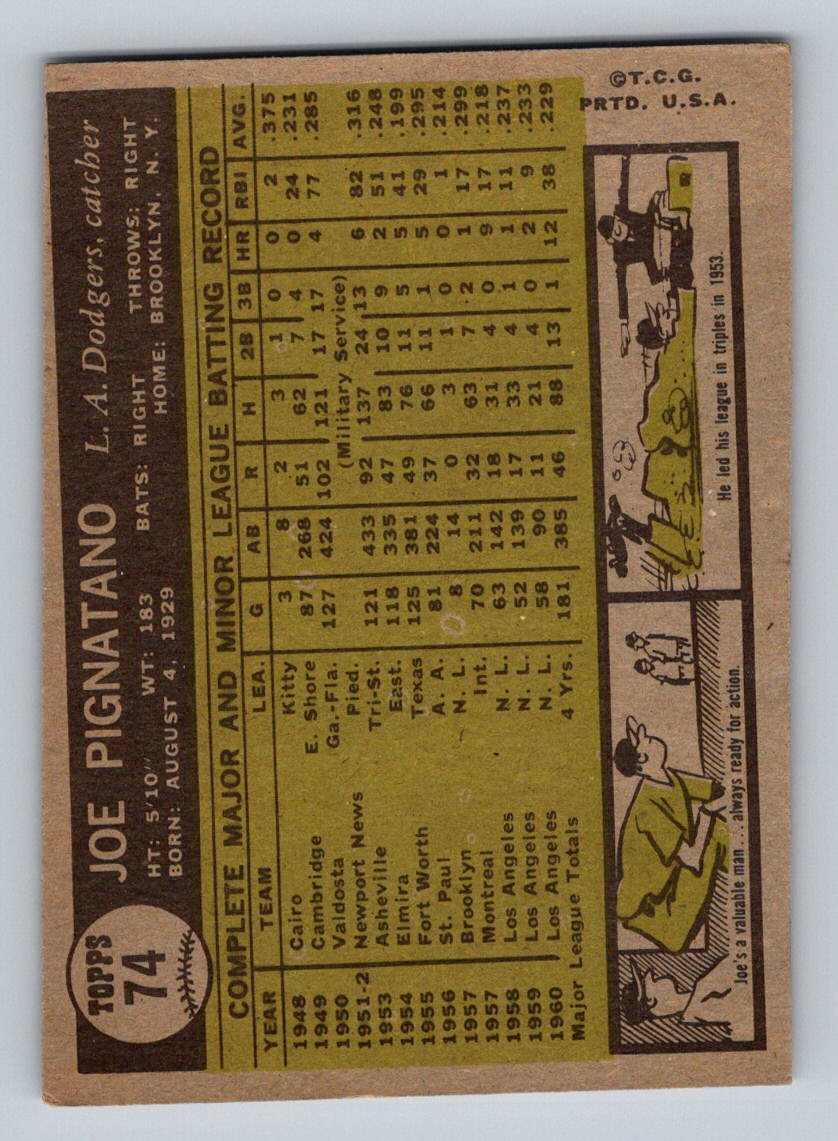 TOPPS
74
JOE PIGNATANO L. A. Dodgers, catcher
HT: 5'10" WT: 183 BATS: RIGHT THROWS: RIGHT
BORN: AUGUST 4, 1929 HOME: BROOKLYN, N. Y.
COMPLETE MAJOR AND MINOR LEAGUE BATTING RECORD
YEAR TEAM LEA. G AB R H 2B 3B HR RBI AVG.
1948 Cairo Kitty 3 8 2 3 1 0 0 2 .375
1949 Cambridge E. Shore 87 268 51 62 7 4 0 24 .231
1950 Valdosta Ga.-Fla. 127 424 102 121 17 17 4 77 .285
1951-2 Newport News Pied. (Military Service)
1953 Asheville Tri-St. 121 433 92 137 24 13 6 82 .316
1954 Elmira East. 118 335 47 83 10 9 2 51 .248
1955 Fort Worth Texas 125 381 49 76 11 5 5 41 .199
1956 St. Paul A. A. 81 224 37 66 11 1 5 29 .295
1957 Brooklyn N. L. 8 14 0 3 1 0 0 1 .214
1957 Montreal Int. 70 211 32 63 7 2 1 17 .299
1958 Los Angeles N. L. 63 142 18 31 4 0 9 17 .218
1959 Los Angeles N. L. 52 139 17 33 4 1 1 11 .237
1960 Los Angeles N. L. 58 90 11 21 4 0 2 9 .233
Major League Totals 4 Yrs. 181 385 46 88 13 1 12 38 .229
Joe's a valuable man... always ready for action.
He led his league in triples in 1953.
©T.C.G.
PRTD. U.S.A.